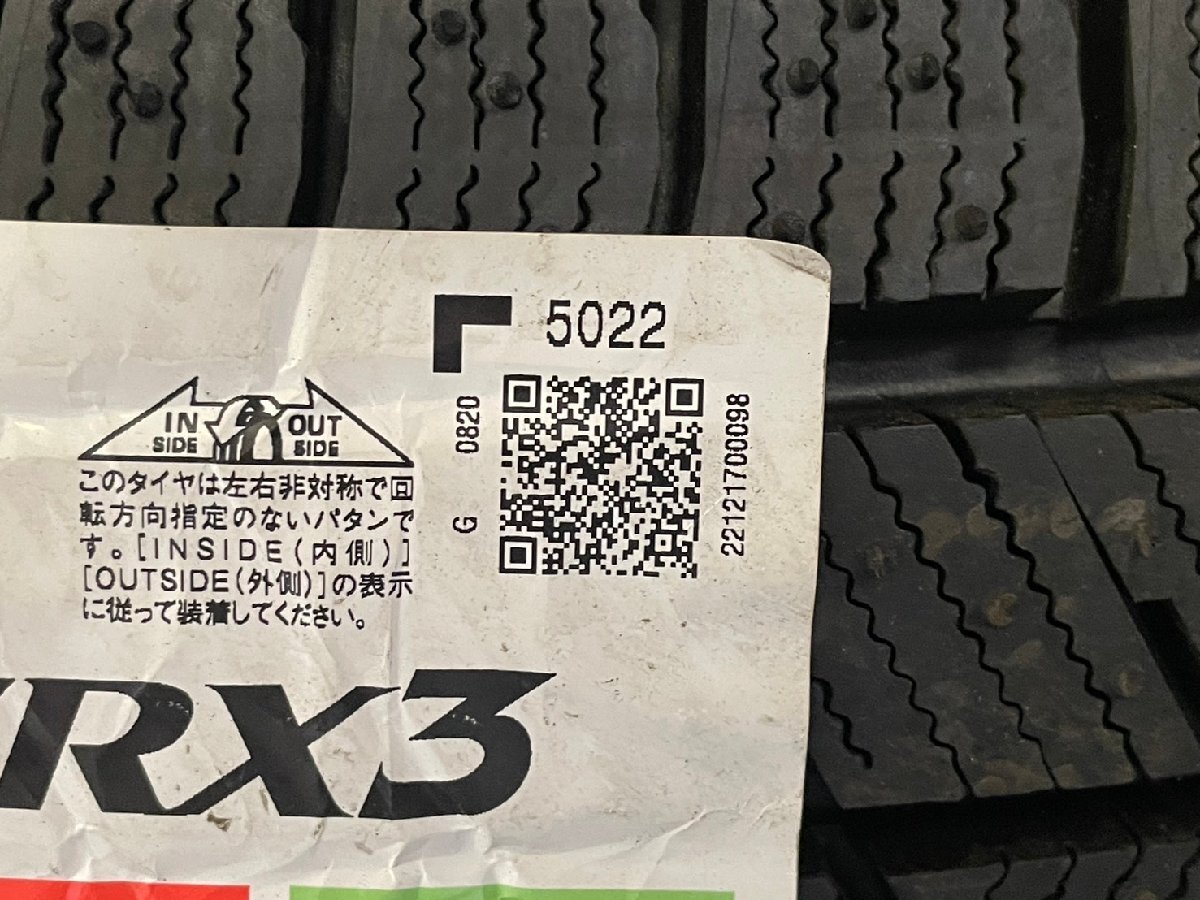 5022
G 0820
22121700098
IN SIDE
OUT SIDE
このタイヤは左右非対称で回
転方向指定のないパタンで
す。[INSIDE(内側)]
[OUTSIDE(外側)]の表示
に従って装着してください。
RX3